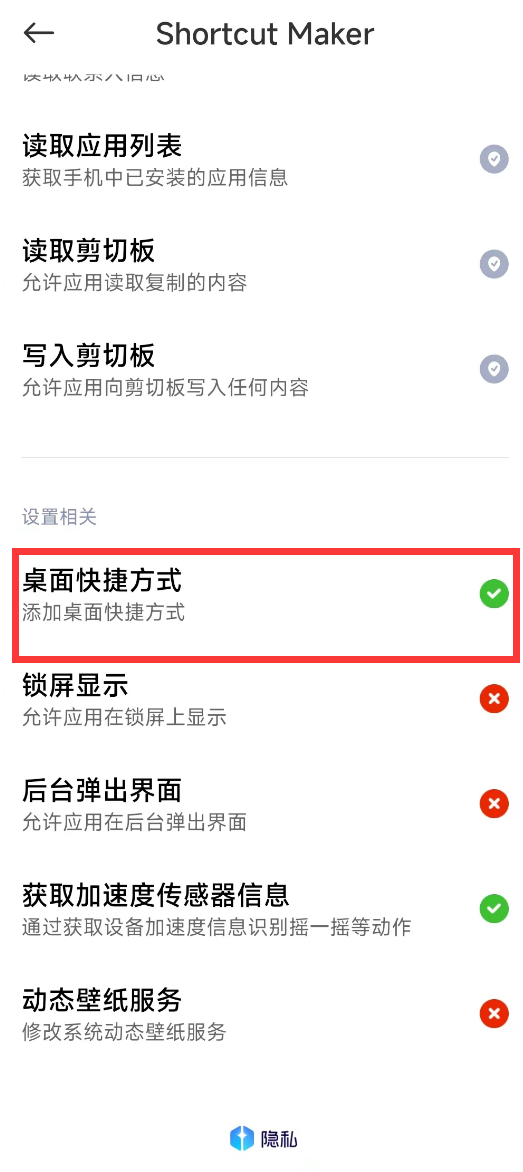 Shortcut Maker
读取联系人信息
读取应用列表
获取手机中已安装的应用信息
读取剪切板
允许应用读取复制的内容
写入剪切板
允许应用向剪切板写入任何内容
设置相关
桌面快捷方式
添加桌面快捷方式
锁屏显示
允许应用在锁屏上显示
后台弹出界面
允许应用在后台弹出界面
获取加速度传感器信息
通过获取设备加速度信息识别摇一摇等动作
动态壁纸服务
修改系统动态壁纸服务
隐私